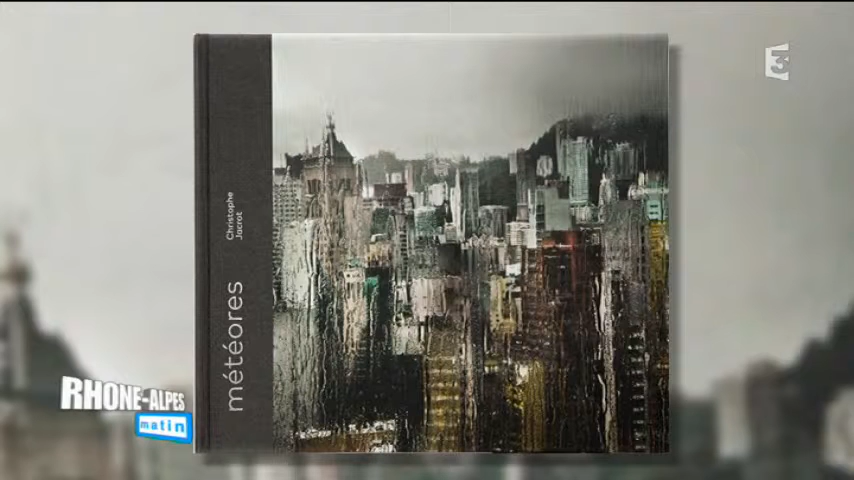 3
Christophe
Jacrot
météores
RHONE-ALPES
matin